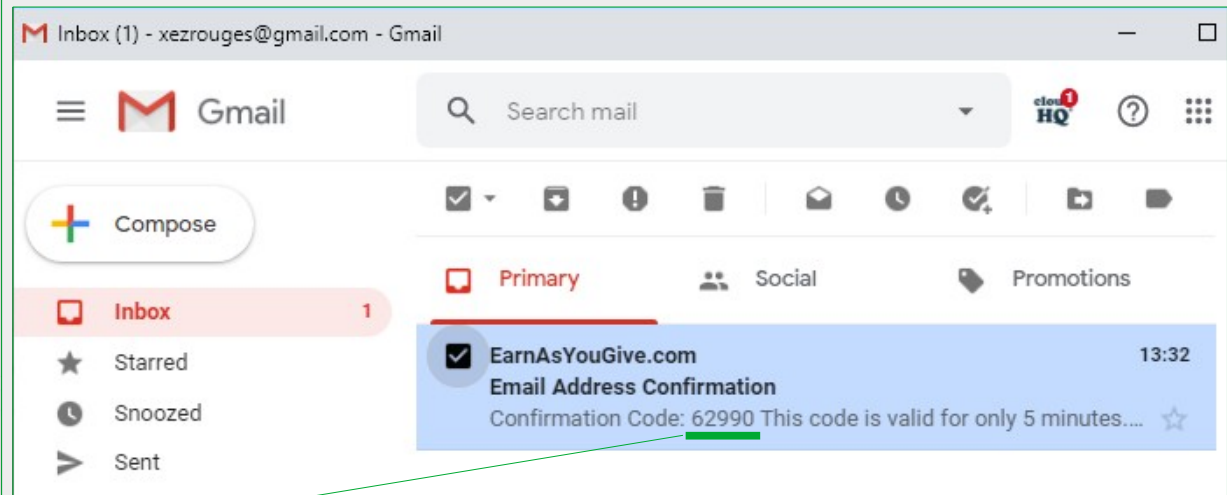 Inbox (1) - xezrouges@gmail.com - Gmail
Gmail
Search mail
cloud HQ 1
Compose
Primary
Social
Promotions
Inbox 1
EarnAsYouGive.com 13:32
Starred
Email Address Confirmation
Snoozed
Confirmation Code: 62990 This code is valid for only 5 minutes....
Sent